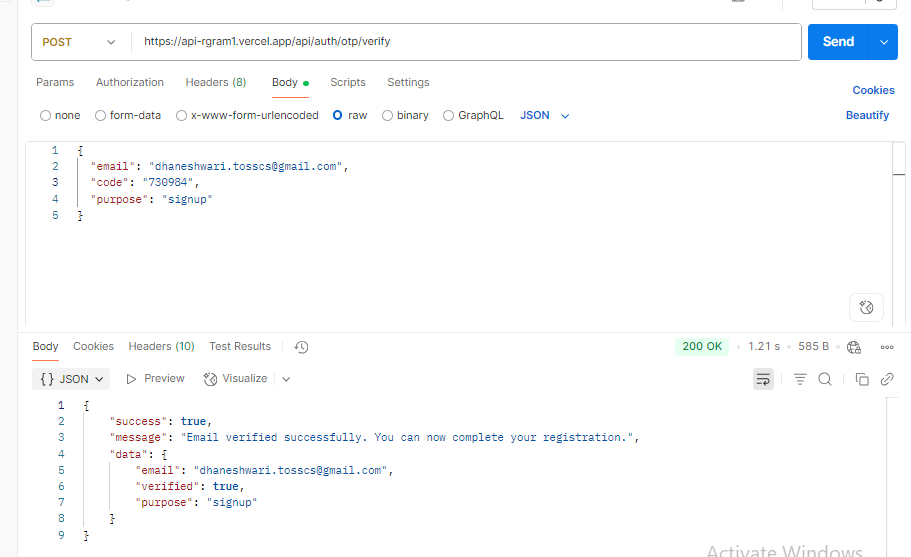 POST https://api-rgram1.vercel.app/api/auth/otp/verify Send
Params Authorization Headers (8) Body Scripts Settings Cookies
none form-data x-www-form-urlencoded raw binary GraphQL JSON Beautify
1 {
2 "email": "dhaneshwari.tosscs@gmail.com",
3 "code": "730984",
4 "purpose": "signup"
5 }
Body Cookies Headers (10) Test Results 200 OK 1.21 s 585 B
{} JSON Preview Visualize
1 {
2 "success": true,
3 "message": "Email verified successfully. You can now complete your registration.",
4 "data": {
5 "email": "dhaneshwari.tosscs@gmail.com",
6 "verified": true,
7 "purpose": "signup"
8 }
9 }
Activate Windows